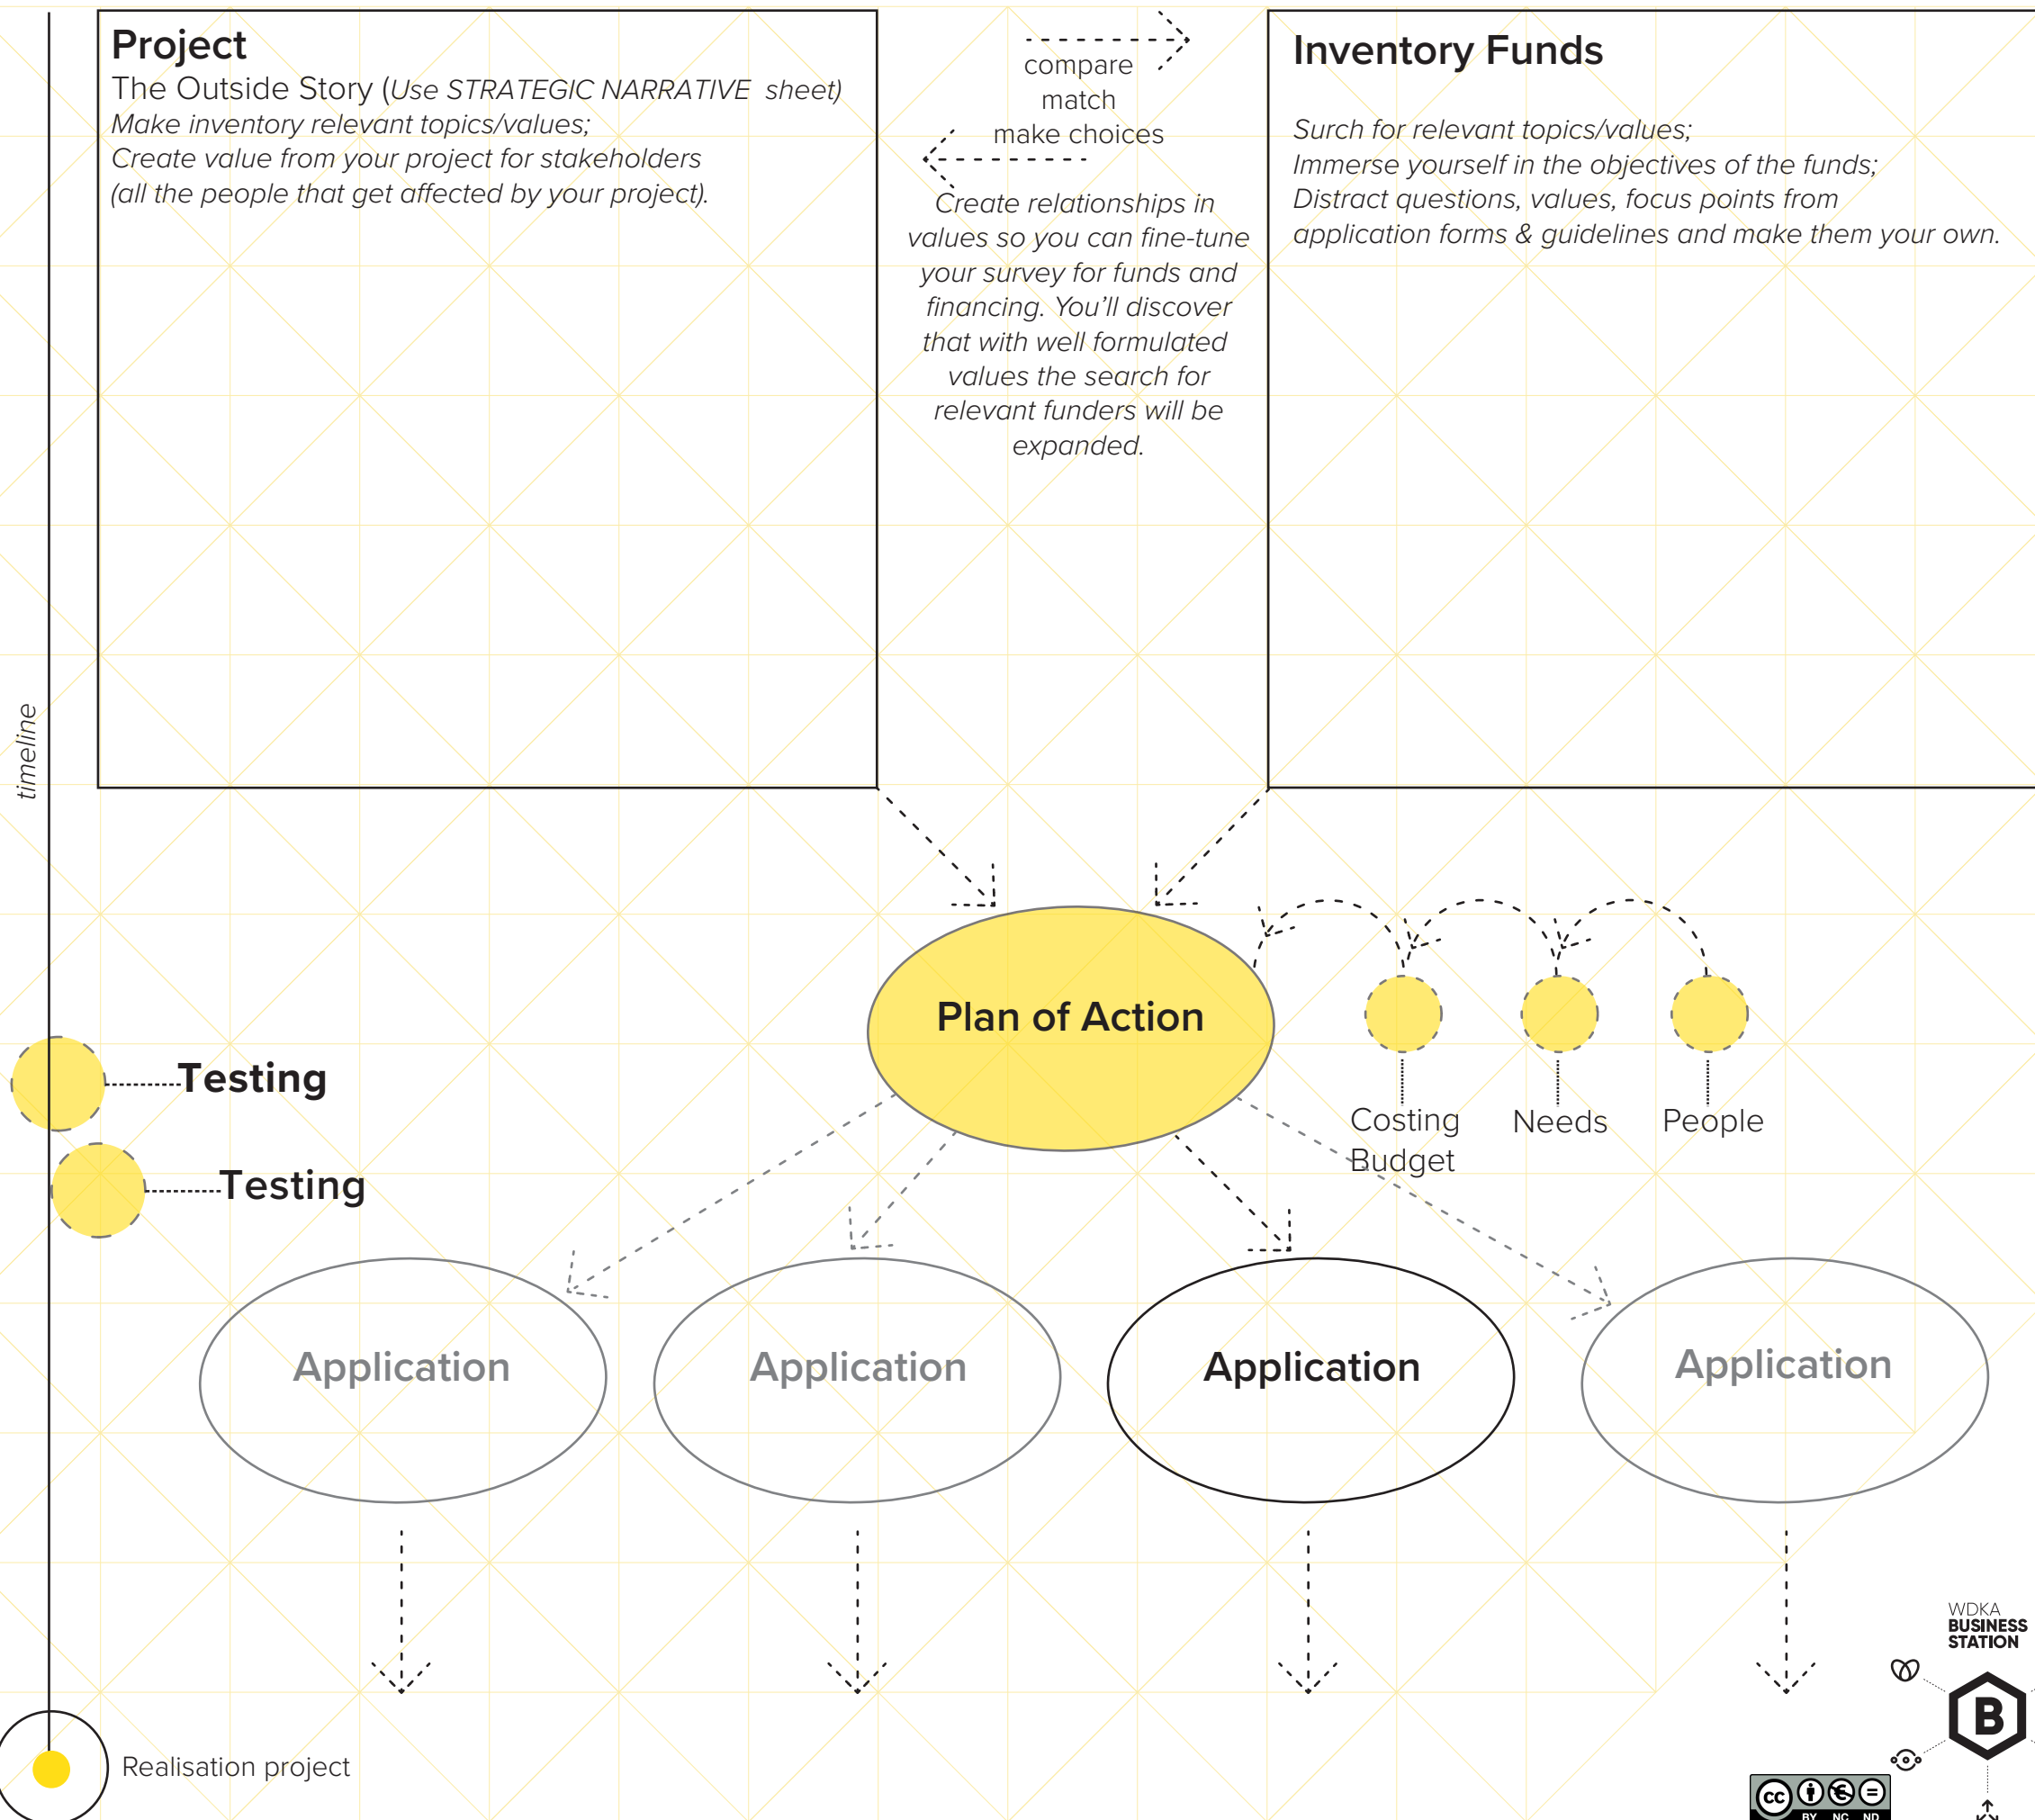 Project
The Outside Story (Use STRATEGIC NARRATIVE sheet)
Make inventory relevant topics/values;
Create value from your project for stakeholders
(all the people that get affected by your project).
compare
match
make choices
Create relationships in
values so you can fine-tune
your survey for funds and
financing. You'll discover
that with well formulated
values the search for
relevant funders will be
expanded.
Inventory Funds
Surch for relevant topics/values;
Immerse yourself in the objectives of the funds;
Distract questions, values, focus points from
application forms & guidelines and make them your own.
timeline
Plan of Action
Costing
Budget
Needs
People
Testing
Testing
Application
Application
Application
Application
Realisation project
WDKA
BUSINESS
STATION
B
cc
BY NC ND